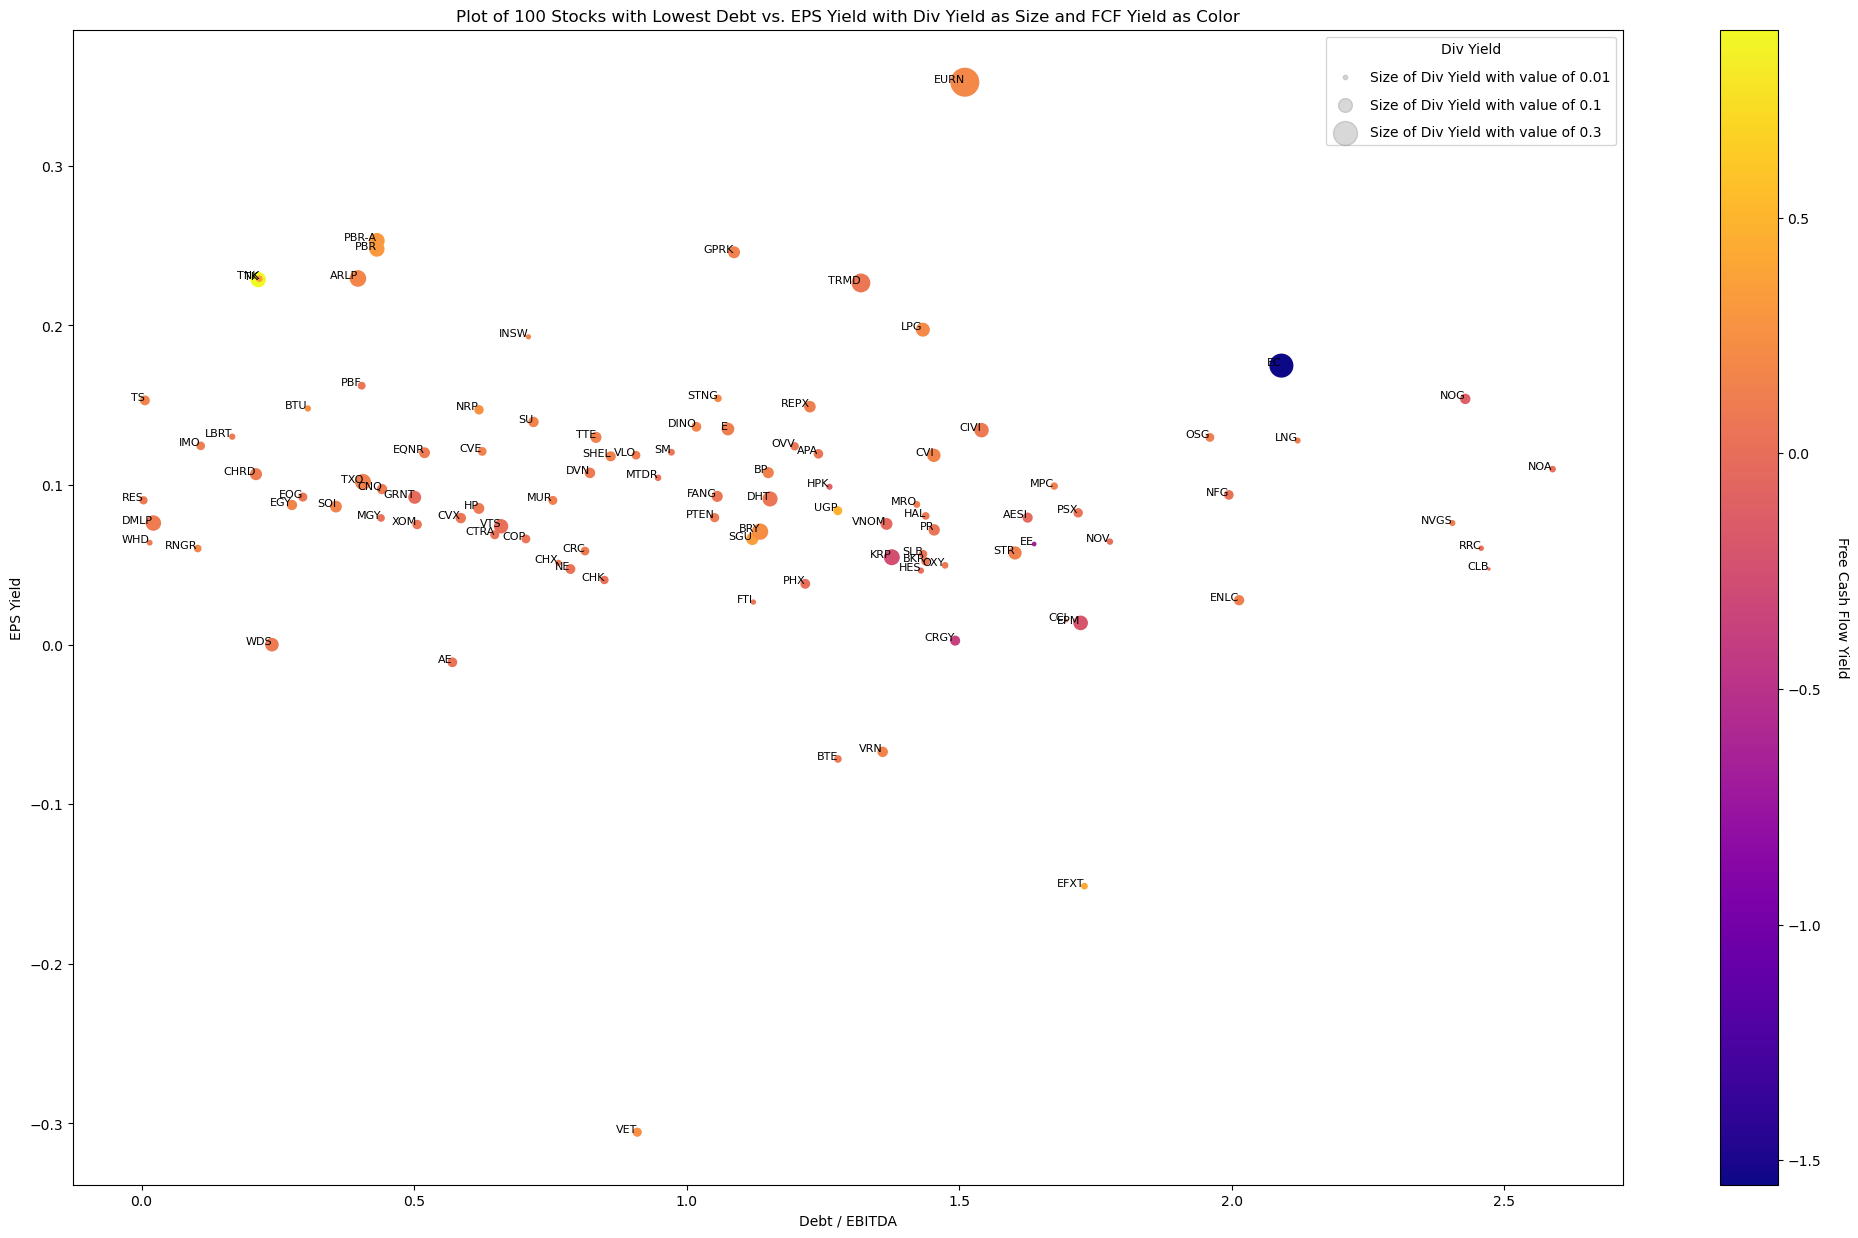 Plot of 100 Stocks with Lowest Debt vs. EPS Yield with Div Yield as Size and FCF Yield as Color
Div Yield
Size of Div Yield with value of 0.01
Size of Div Yield with value of 0.1
Size of Div Yield with value of 0.3
EURN
0.5
0.3
PBR-A
PBR
GPRK
TNK
ARLP
TRMD
0.2
LPG
INSW
PBF
NOG
TS
BTU
NRP
STNG
REPX
SU
DINO
E
CIVI
LBRT
TTE
OSG
LNG
IMO
EQNR
CVE
SHEL
VLO
SM
OVV
APA
CVI
0.0
CHRD
DVN
MTDR
BP
NOA
TXO
CNQ
HPK
MPC
0.1
RES
EOG
EGY
SOI
GRNT
HP
MUR
FANG
DHT
UGP
MRO
NFG
DMLP
MGY
XOM
CVX
VTS
CTRA
PTEN
BRY
SGU
VNOM
HAL
PR
AESI
PSX
NVGS
WHD
RNGR
COP
CRC
EE
NOV
RRC
CHX
NE
CHK
KRP
SLB
BKR
HES
OXY
STR
CLB
PHX
FTI
ENLC
CCJ
EPM
0.0
WDS
AE
CRGY
−0.5
EPS Yield
Free Cash Flow Yield
BTE
VRN
−0.1
−1.0
EFXT
−0.2
−0.3
VET
−1.5
0.0
0.5
1.0
1.5
2.0
2.5
Debt / EBITDA